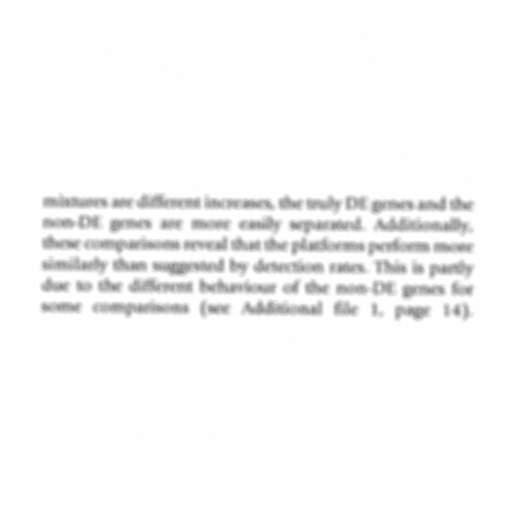 mixtures are different increases, the truly DE genes and the
non-DE genes are more easily separated. Additionally,
these comparisons reveal that the platforms perform more
similarly than suggested by detection rates. This is partly
due to the different behaviour of the non-DE genes for
some comparisons (see Additional file 1, page 14).